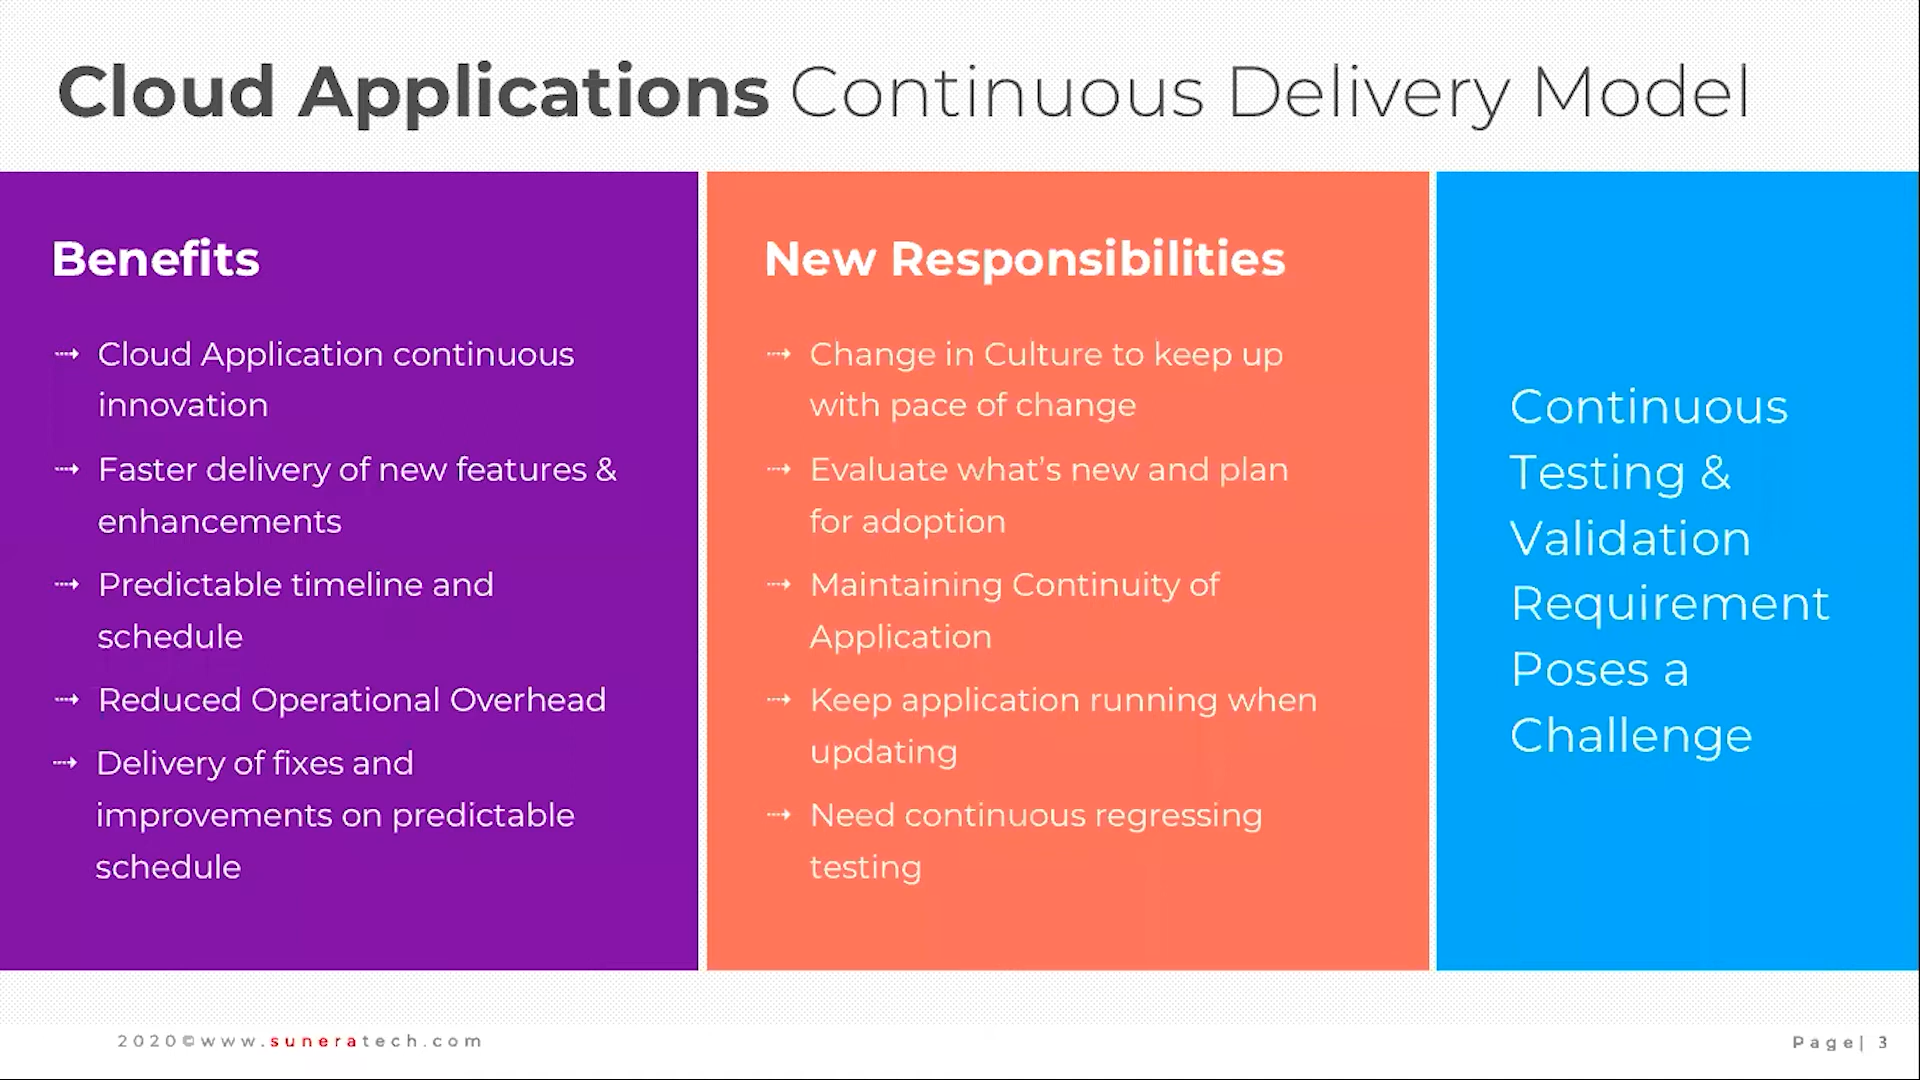 Cloud Applications Continuous Delivery Model
Benefits
→ Cloud Application continuous
innovation
→ Faster delivery of new features &
enhancements
→ Predictable timeline and
schedule
→ Reduced Operational Overhead
→ Delivery of fixes and
improvements on predictable
schedule
New Responsibilities
→ Change in Culture to keep up
with pace of change
→ Evaluate what’s new and plan
for adoption
→ Maintaining Continuity of
Application
→ Keep application running when
updating
→ Need continuous regressing
testing
Continuous
Testing &
Validation
Requirement
Poses a
Challenge
2020©www.suneratech.com
Page| 3